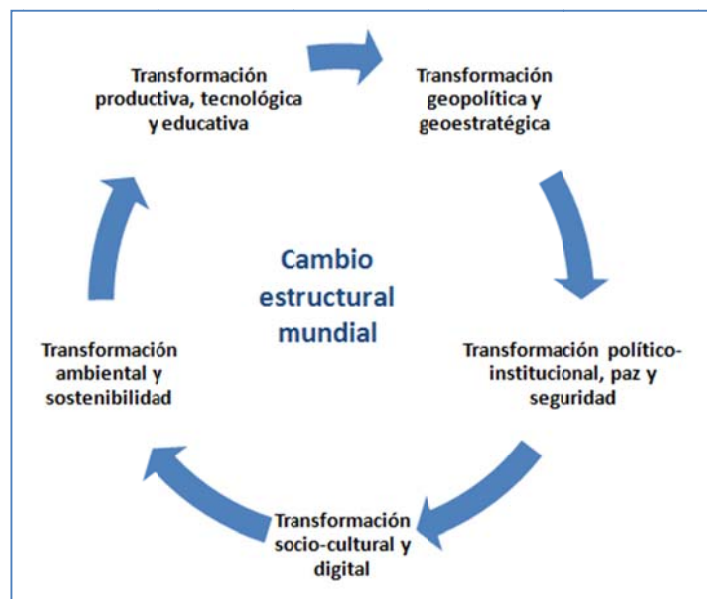 Transformación
productiva, tecnológica
y educativa
Transformación
geopolítica y
geoestratégica
Cambio
estructural
mundial
Transformación político-
institucional, paz y
seguridad
Transformación
ambiental y
sostenibilidad
Transformación
socio-cultural y
digital